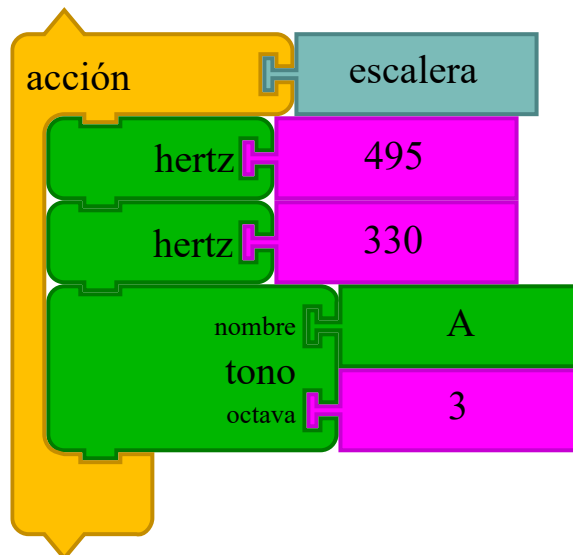 acción escalera
hertz 495
hertz 330
nombre A
tono
octava 3